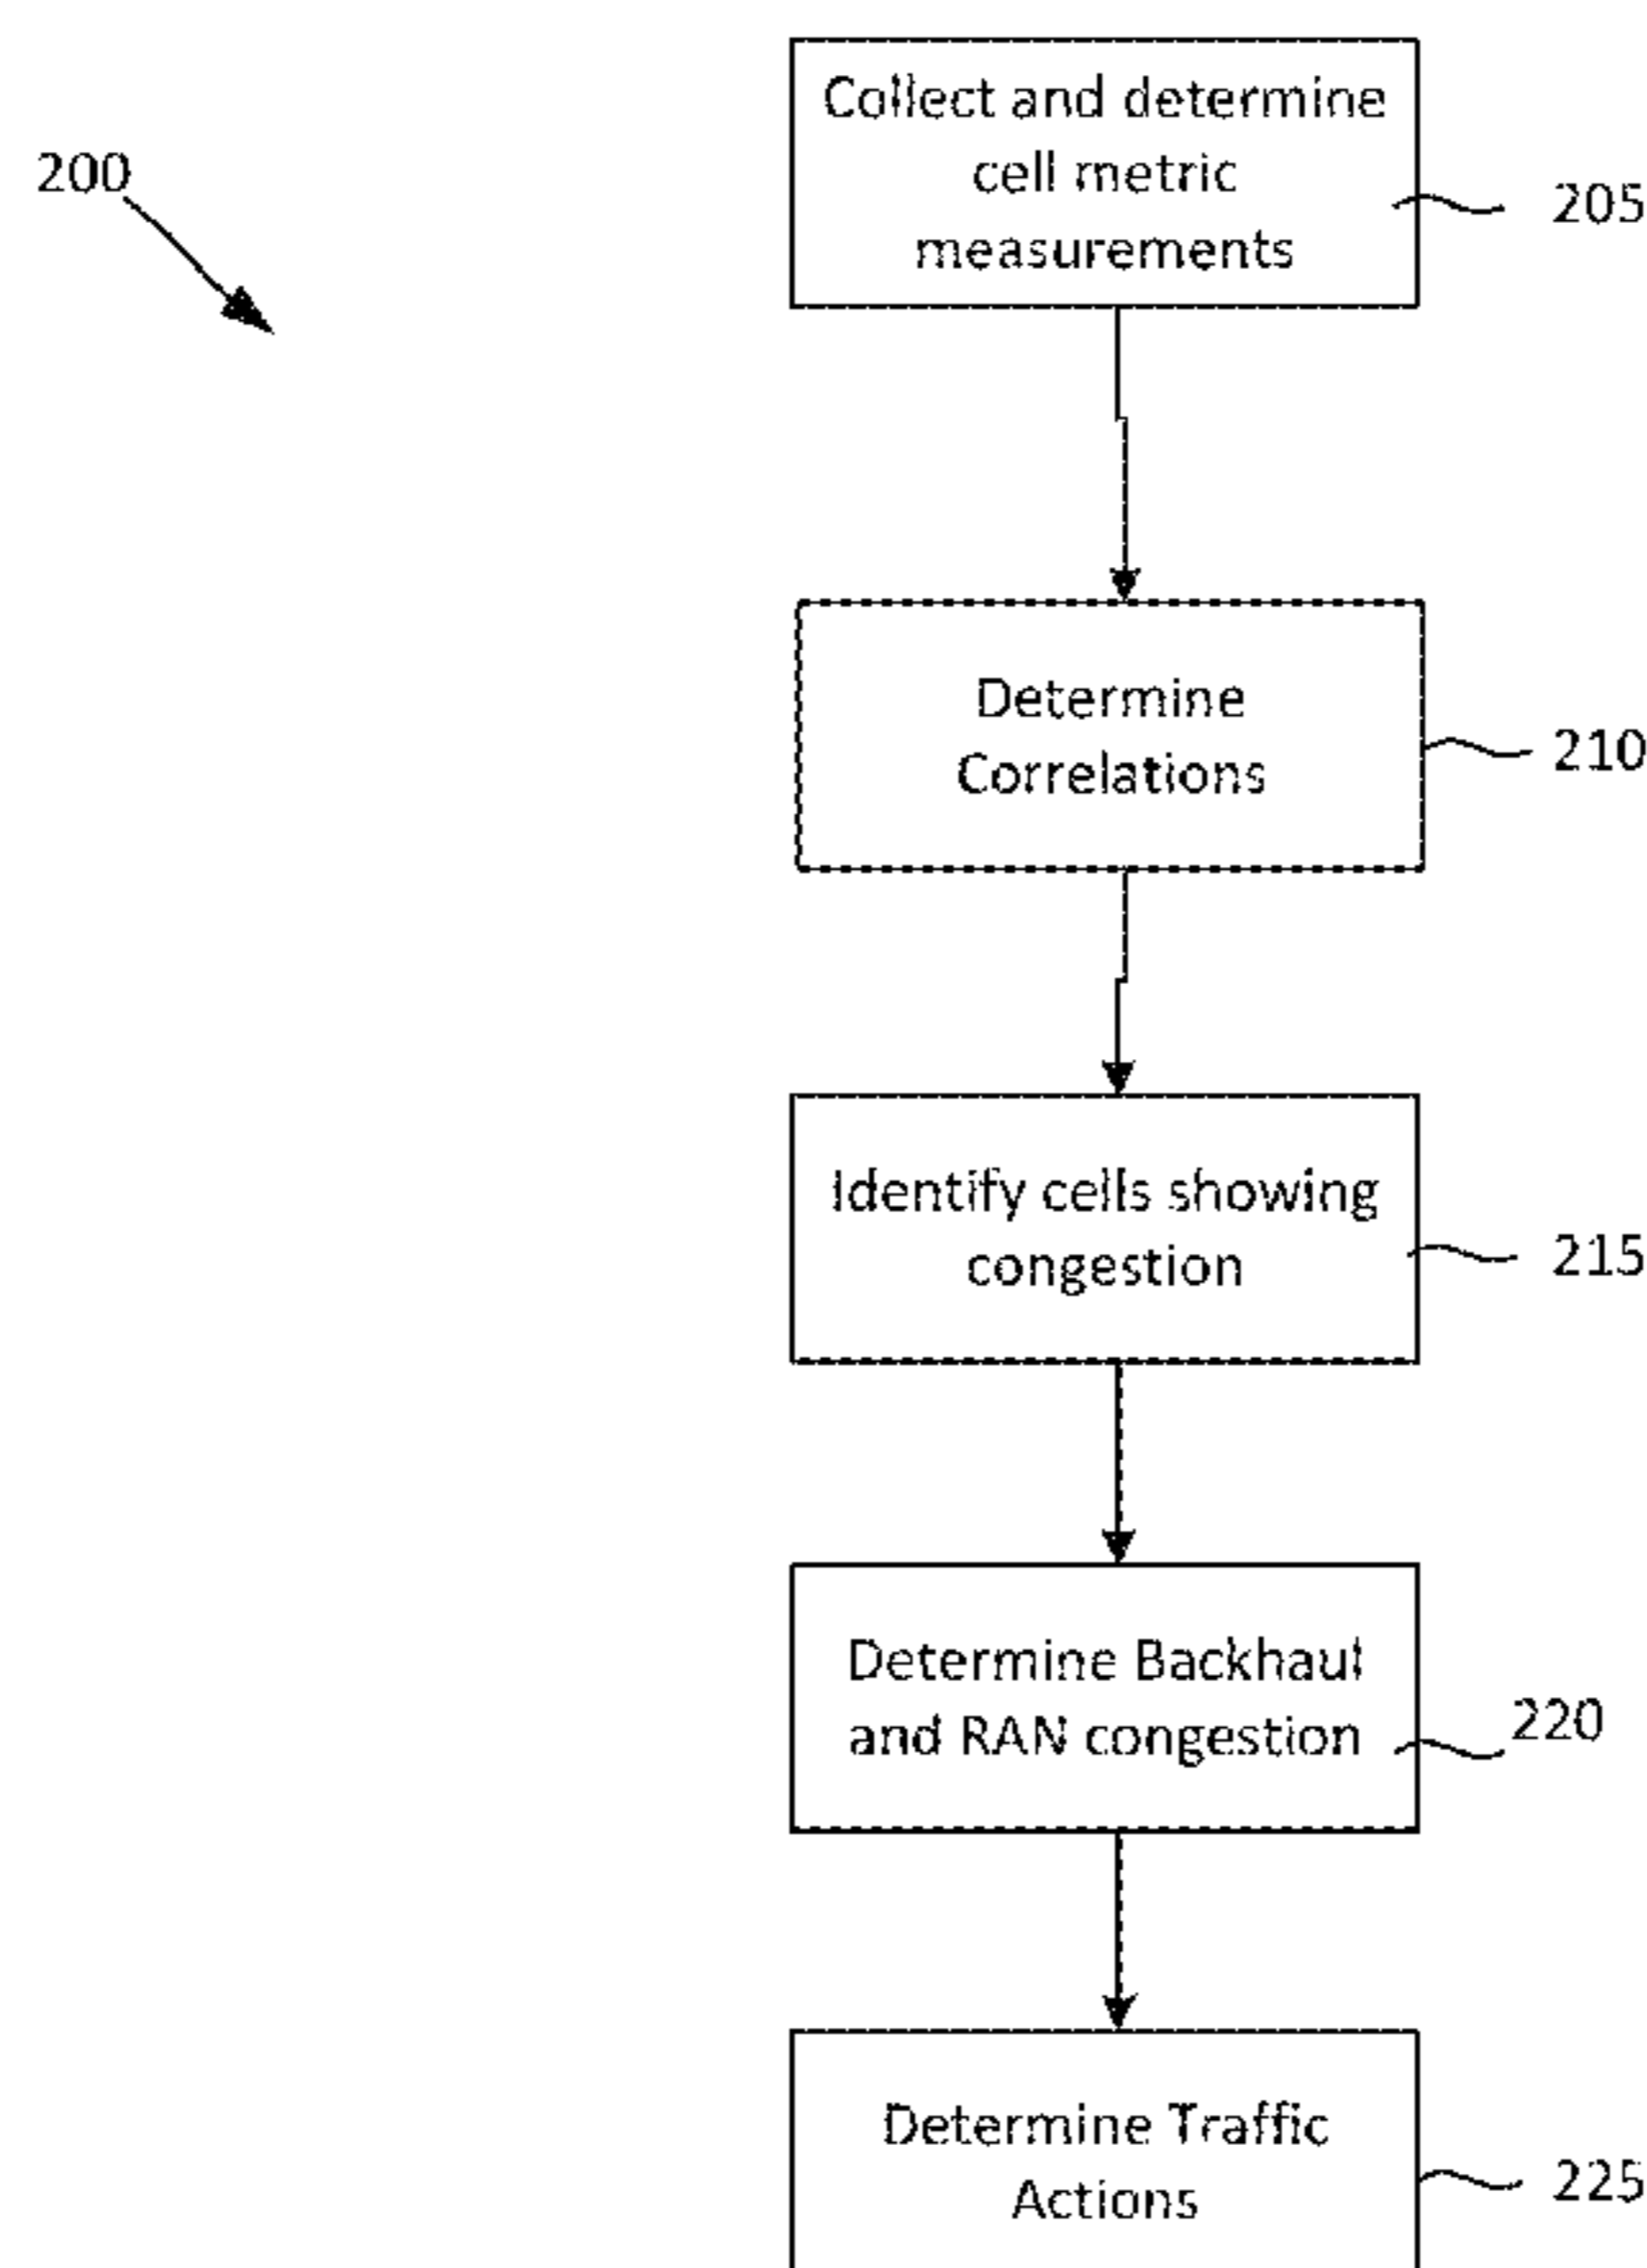 200
Collect and determine
cell metric
measurements
205
Determine
Correlations
210
Identify cells showing
congestion
215
Determine Backhaul
and RAN congestion
220
Determine Traffic
Actions
225